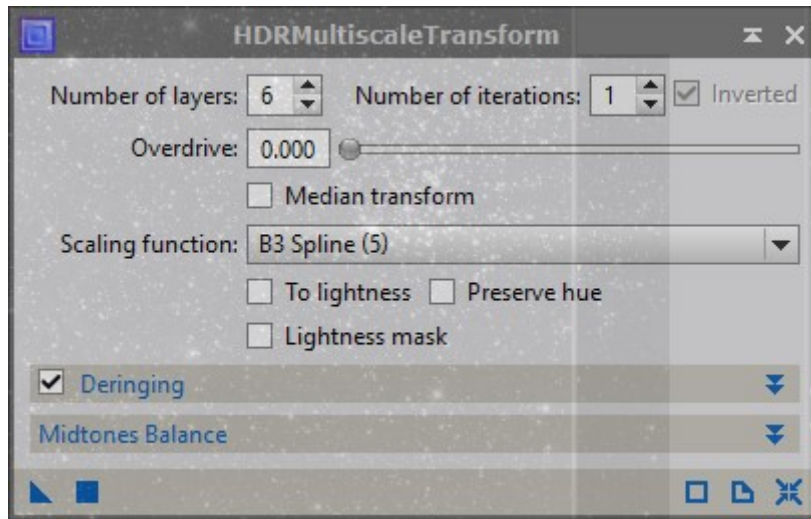 HDRMultiscaleTransform
Number of layers: 6 Number of iterations: 1 Inverted
Overdrive: 0.000
Median transform
Scaling function: B3 Spline (5)
To lightness Preserve hue
Lightness mask
Deringing
Midtones Balance